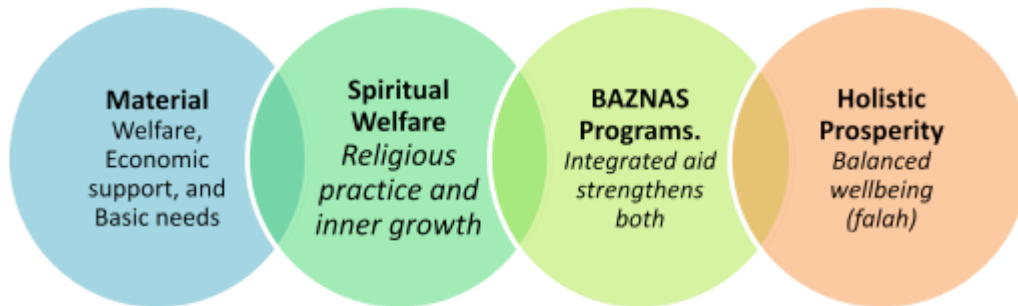 Material
Welfare,
Economic
support, and
Basic needs
Spiritual
Welfare
Religious
practice and
inner growth
BAZNAS
Programs.
Integrated aid
strengthens
both
Holistic
Prosperity
Balanced
wellbeing
(falah)